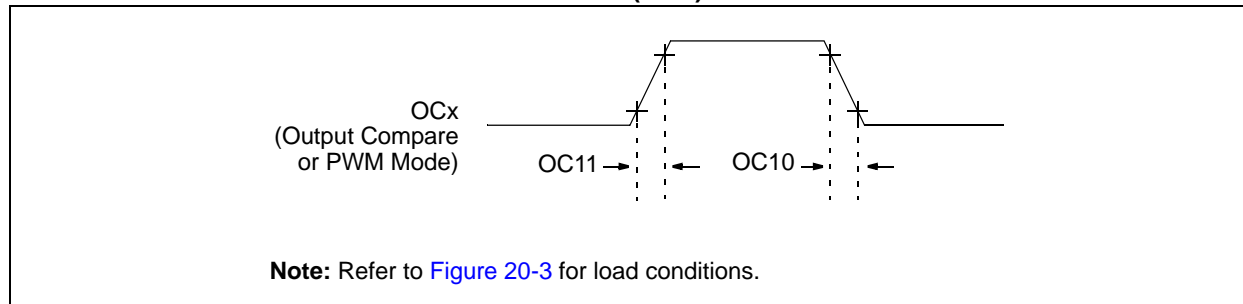 OCx
(Output Compare
or PWM Mode)
OC11
OC10
Note: Refer to Figure 20-3 for load conditions.